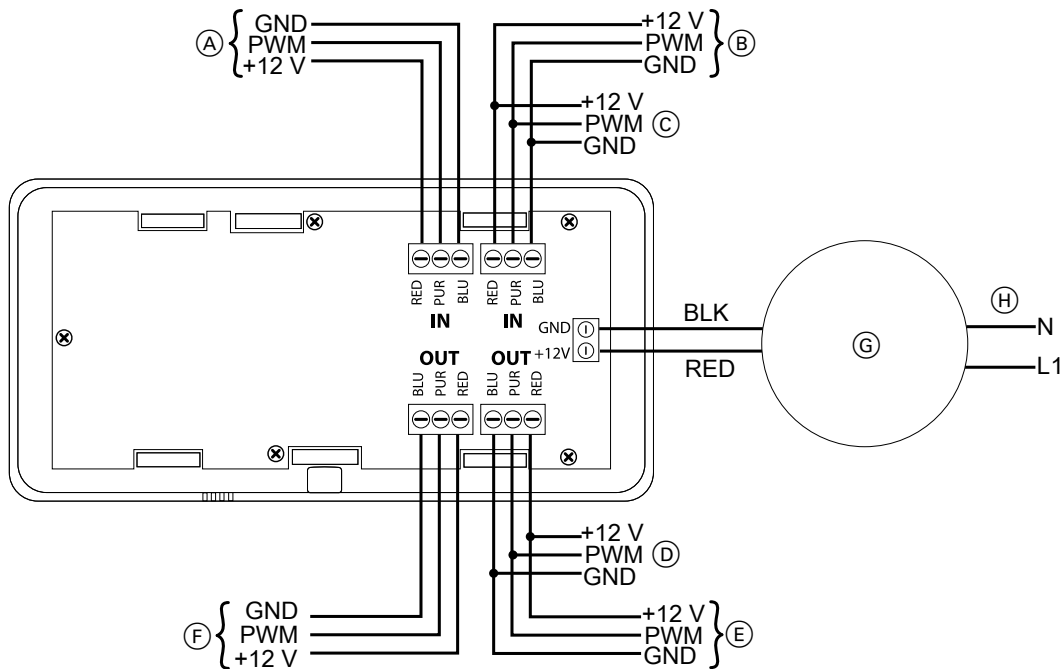 GND
PWM
+12 V
A
+12 V
PWM
GND
B
+12 V
PWM
GND
C
RED
PUR
BLU
IN
RED
PUR
BLU
IN
GND
+12V
BLK
RED
G
H
N
L1
OUT
BLU
PUR
RED
OUT
BLU
PUR
RED
+12 V
PWM
GND
D
GND
PWM
+12 V
F
+12 V
PWM
GND
E